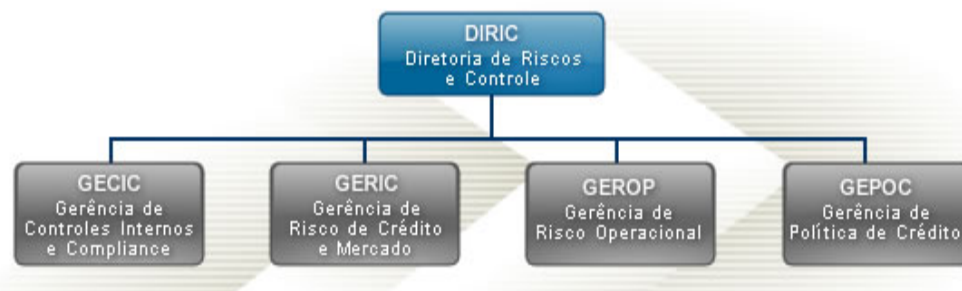 DIRIC
Diretoria de Riscos
e Controle
GECIC
Gerência de
Controles Internos
e Compliance
GERIC
Gerência de
Risco de Crédito
e Mercado
GEROP
Gerência de
Risco Operacional
GEPOC
Gerência de
Política de Crédito